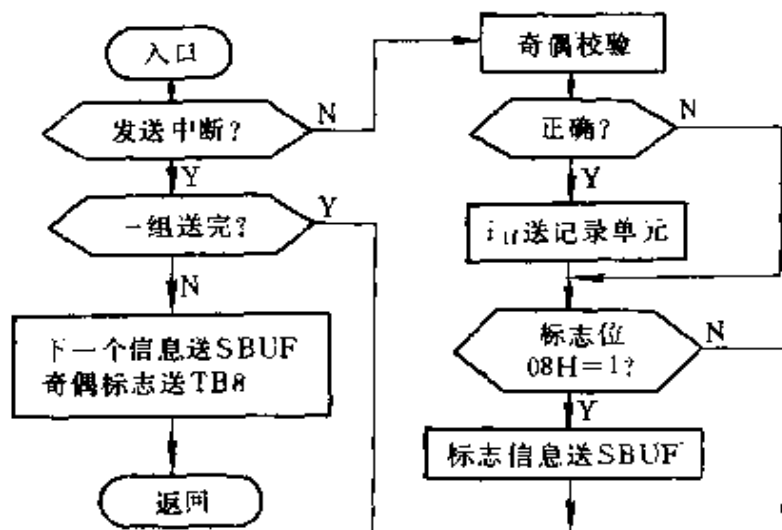 入口
发送中断?
N
Y
一组送完?
Y
N
下一个信息送SBUF
奇偶标志送TB8
返回
奇偶校验
正确?
N
Y
送记录单元
标志位
08H=1?
N
Y
标志信息送SBUF